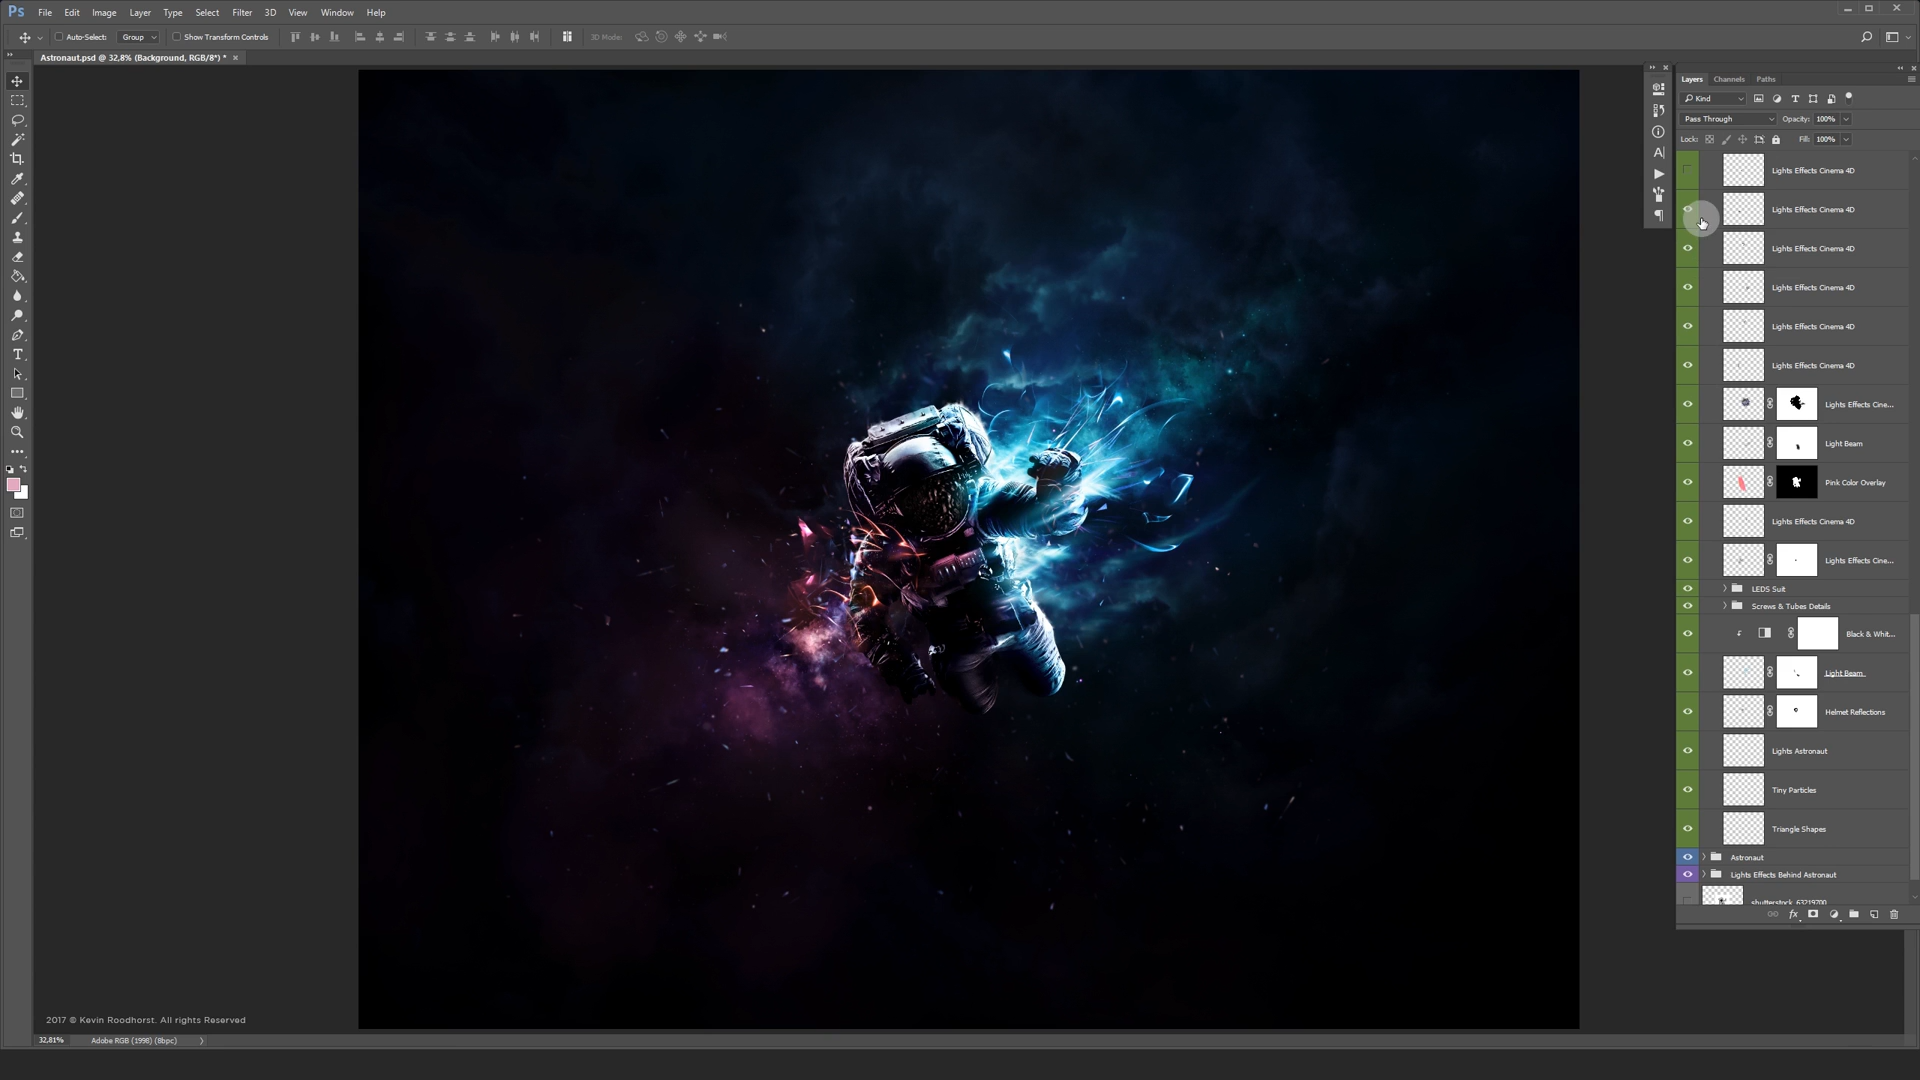 Ps File Edit Image Layer Type Select Filter 3D View Window Help
Auto-Select: Group Show Transform Controls 3D Mode:
Astronaut.psd @ 32,8% (Background, RGB/8*) * ×
Layers Channels Paths
Kind
Pass Through Opacity: 100%
Lock: Fill: 100%
Lights Effects Cinema 4D
Lights Effects Cinema 4D
Lights Effects Cinema 4D
Lights Effects Cinema 4D
Lights Effects Cinema 4D
Lights Effects Cinema 4D
Lights Effects Cine...
Light Beam
Pink Color Overlay
Lights Effects Cinema 4D
Lights Effects Cine...
LEDS Suit
Screws & Tubes Details
Black & Whit...
Light Beam
Helmet Reflections
Lights Astronaut
Tiny Particles
Triangle Shapes
Astronaut
Lights Effects Behind Astronaut
shutterstock_63219700
2017 © Kevin Roodhorst. All rights Reserved
32,81% Adobe RGB (1998) (8bpc)